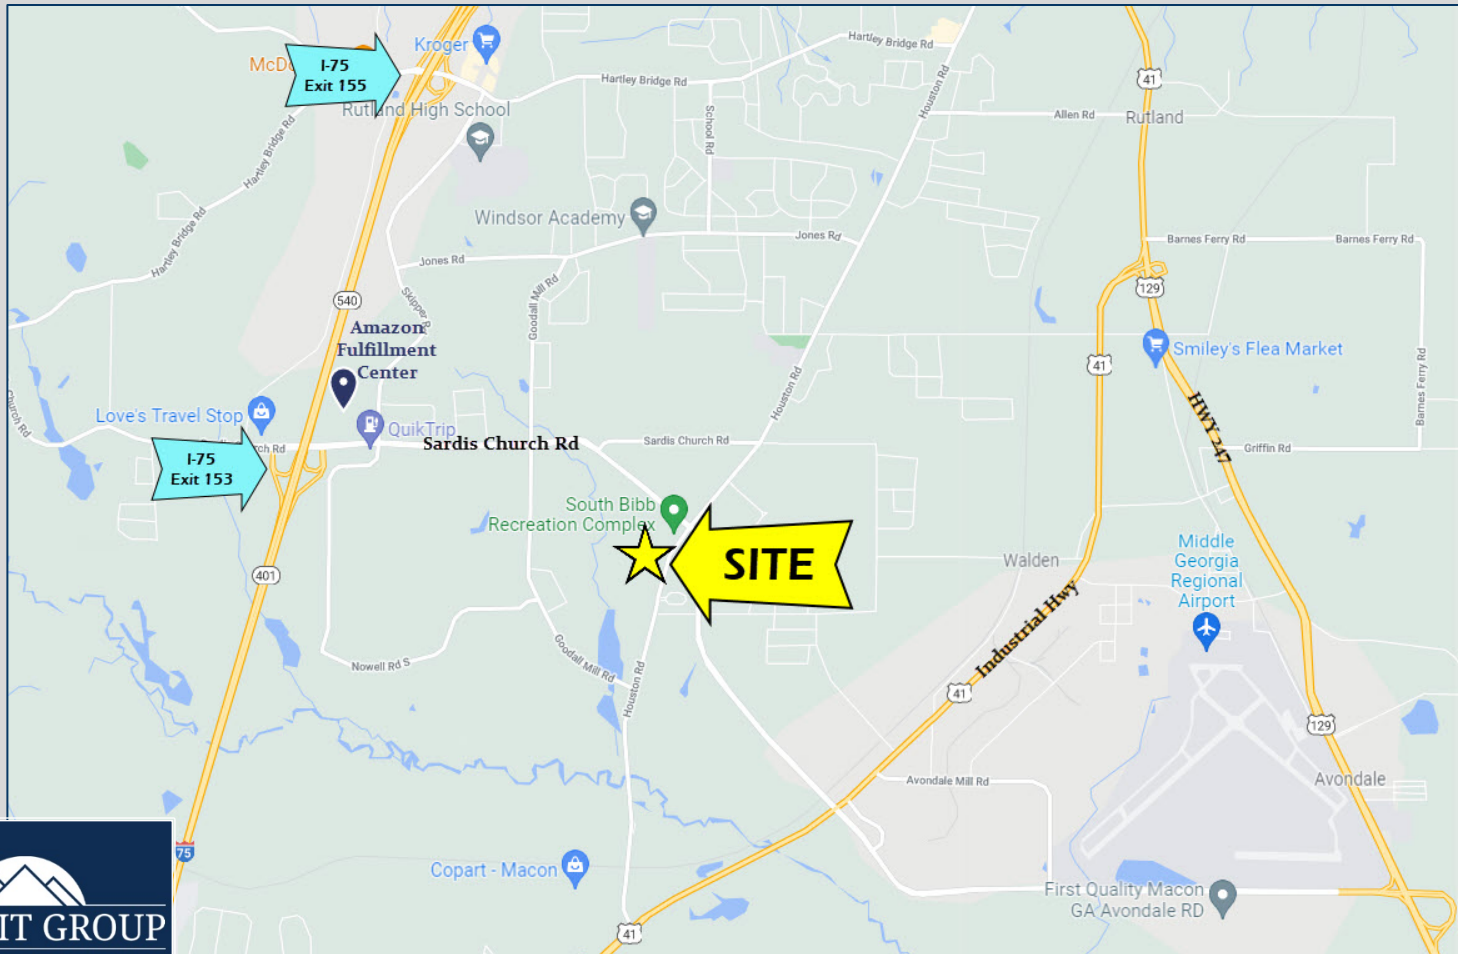 Kroger
Hartley Bridge Rd
I-75
Exit 155
Hartley Bridge Rd
41
Rutland High School
School Rd
Houston Rd
Allen Rd
Rutland
Hartley Bridge Rd
Windsor Academy
Hartley Bridge Rd
Jones Rd
Barnes Ferry Rd
Barnes Ferry Rd
Jones Rd
Goodall Mill Rd
129
540
Skipper
Amazon
Fulfillment
Center
Smiley's Flea Market
41
Houston Rd
Barnes Ferry Rd
HWY 247
Love's Travel Stop
QuikTrip
Church Rd
Sardis Church Rd
Sardis Church Rd
Griffin Rd
I-75
Exit 153
South Bibb
Recreation Complex
SITE
Walden
Middle
Georgia
Regional
Airport
401
Industrial Hwy
Nowell Rd S
Goodall Mill Rd
Houston Rd
41
129
Avondale Mill Rd
Avondale
75
Copart - Macon
First Quality Macon
GA Avondale RD
GROUP
41